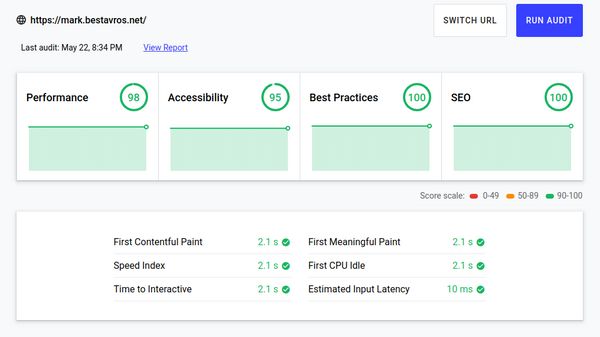 https://mark.bestavros.net/
SWITCH URL
RUN AUDIT
Last audit: May 22, 8:34 PM View Report
Performance 98
Accessibility 95
Best Practices 100
SEO 100
Score scale: 0-49 50-89 90-100
First Contentful Paint 2.1 s
First Meaningful Paint 2.1 s
Speed Index 2.1 s
First CPU Idle 2.1 s
Time to Interactive 2.1 s
Estimated Input Latency 10 ms